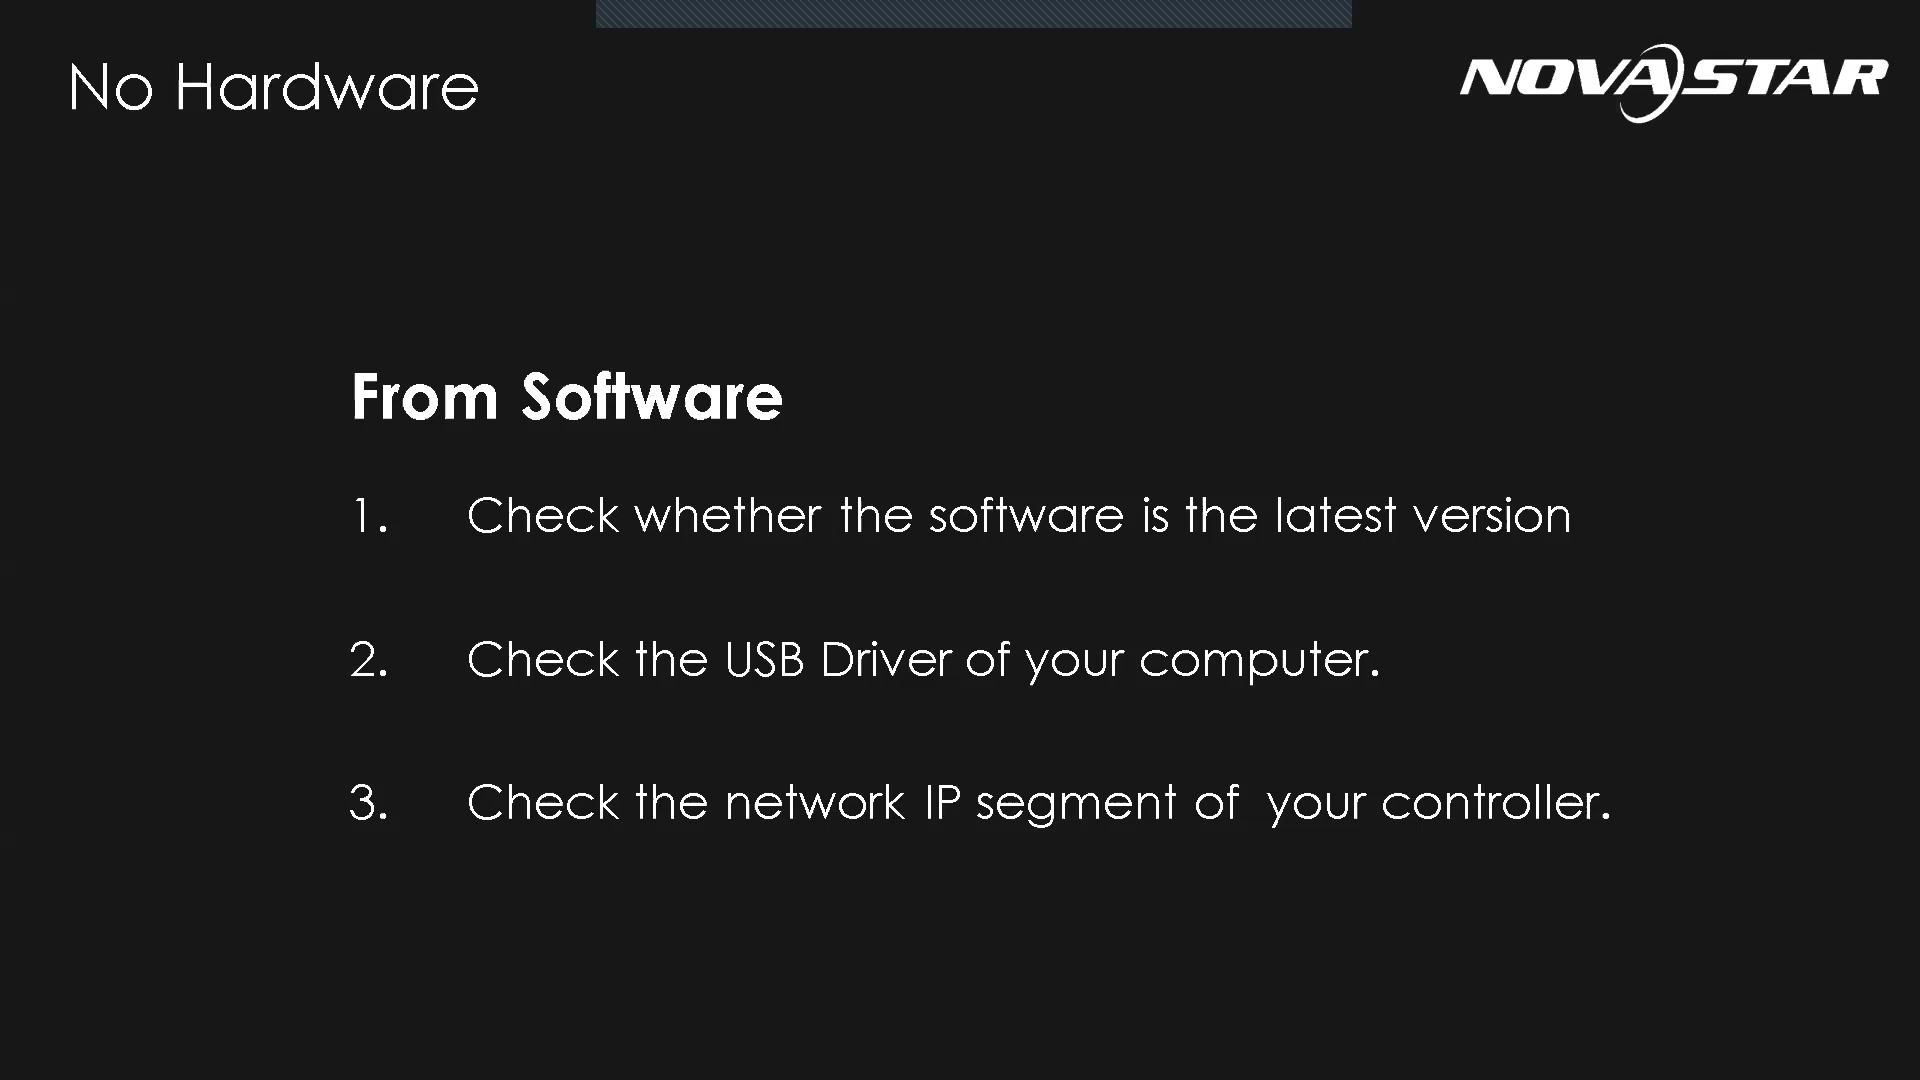 No Hardware
NOVASTAR
From Software
1. Check whether the software is the latest version
2. Check the USB Driver of your computer.
3. Check the network IP segment of your controller.